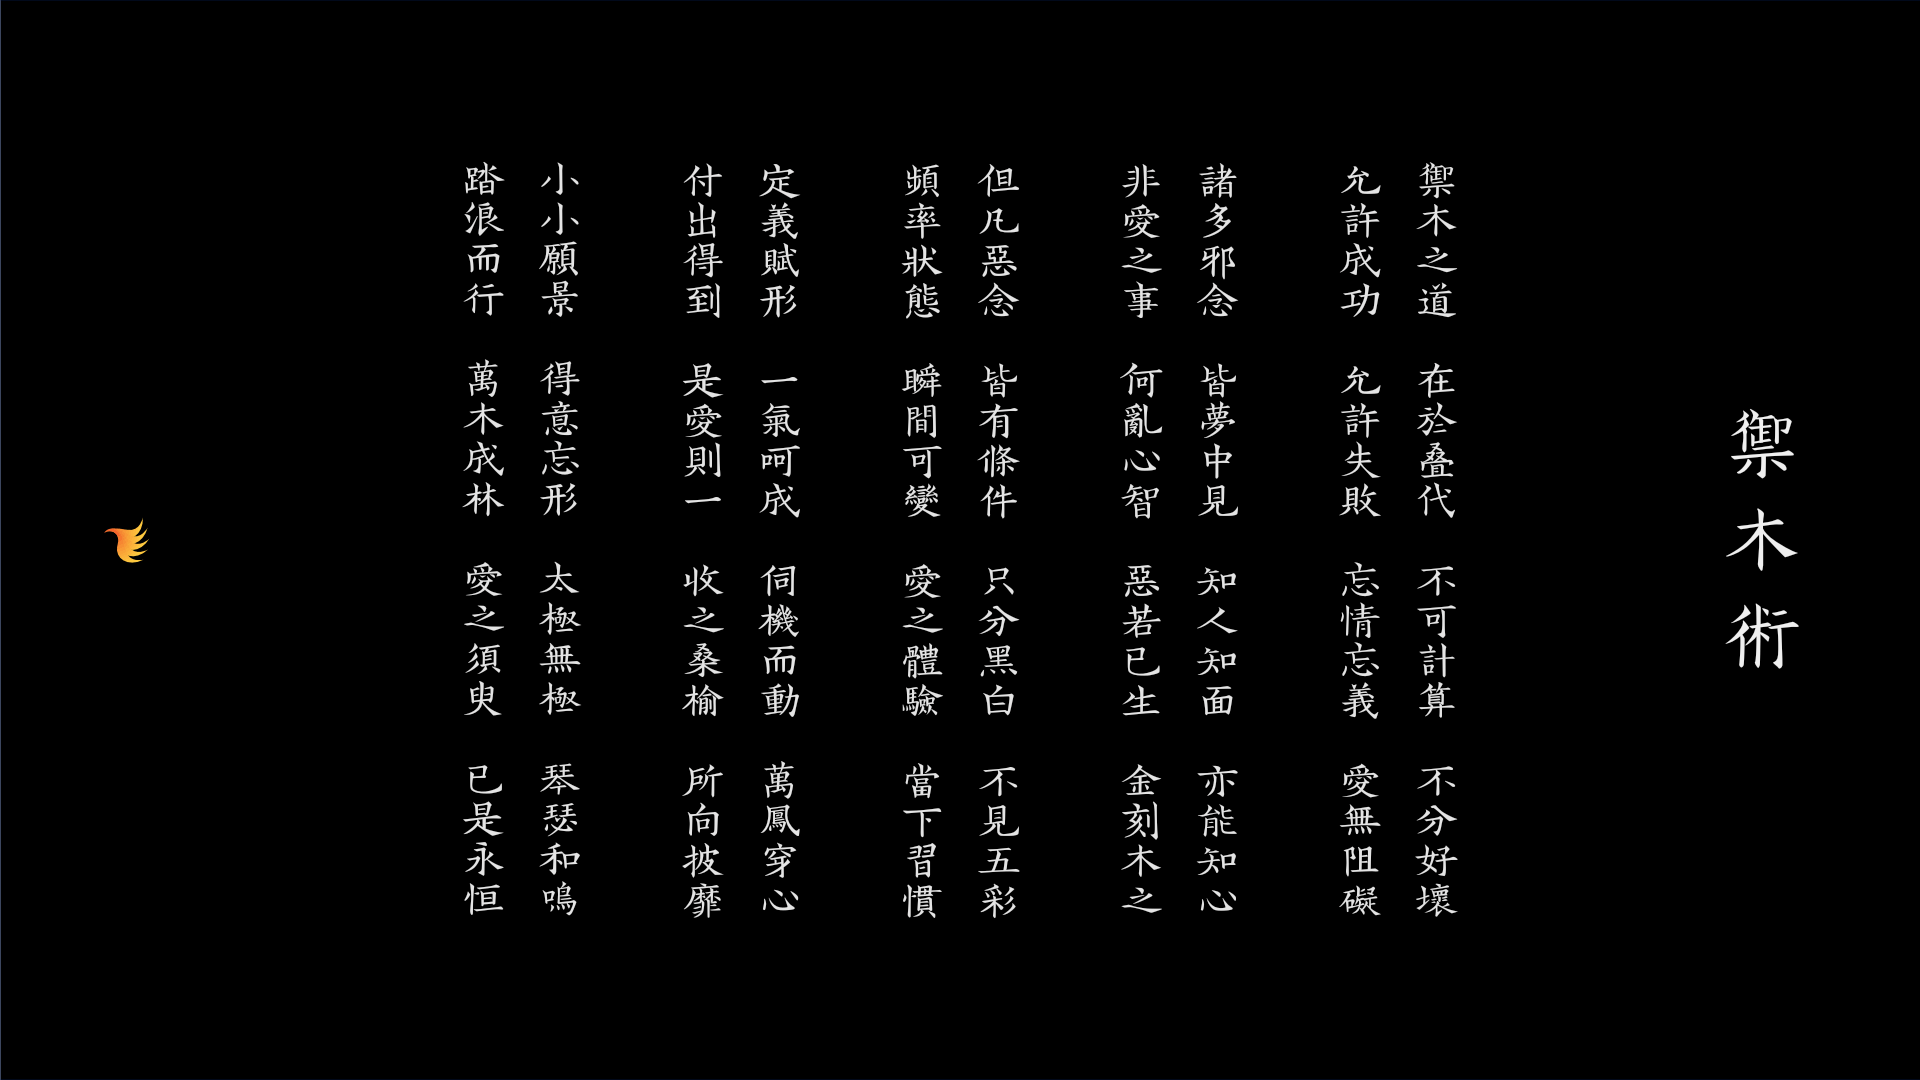 禦木術
禦木之道 在於叠代 不可計算 不分好壞
允許成功 允許失敗 忘情忘義 愛無阻礙
諸多邪念 皆夢中見 知人知面 亦能知心
非愛之事 何亂心智 惡若已生 金刻木之
但凡惡念 皆有條件 只分黑白 不見五彩
頻率狀態 瞬間可變 愛之體驗 當下習慣
定義賦形 一氣呵成 伺機而動 萬鳳穿心
付出得到 是愛則一 收之桑榆 所向披靡
小小願景 得意忘形 太極無極 琴瑟和鳴
踏浪而行 萬木成林 愛之須臾 已是永恒